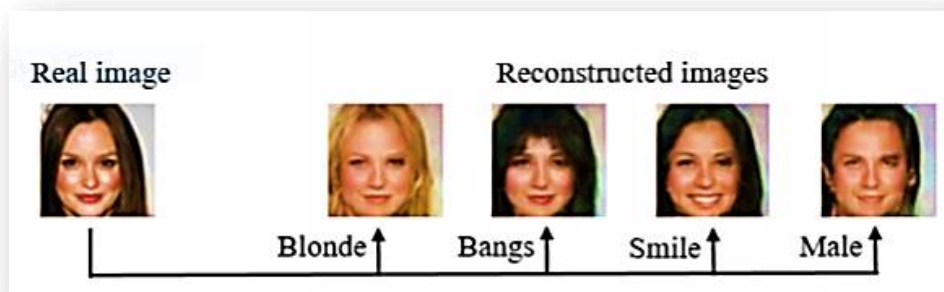 Real image
Reconstructed images
Blonde
Bangs
Smile
Male